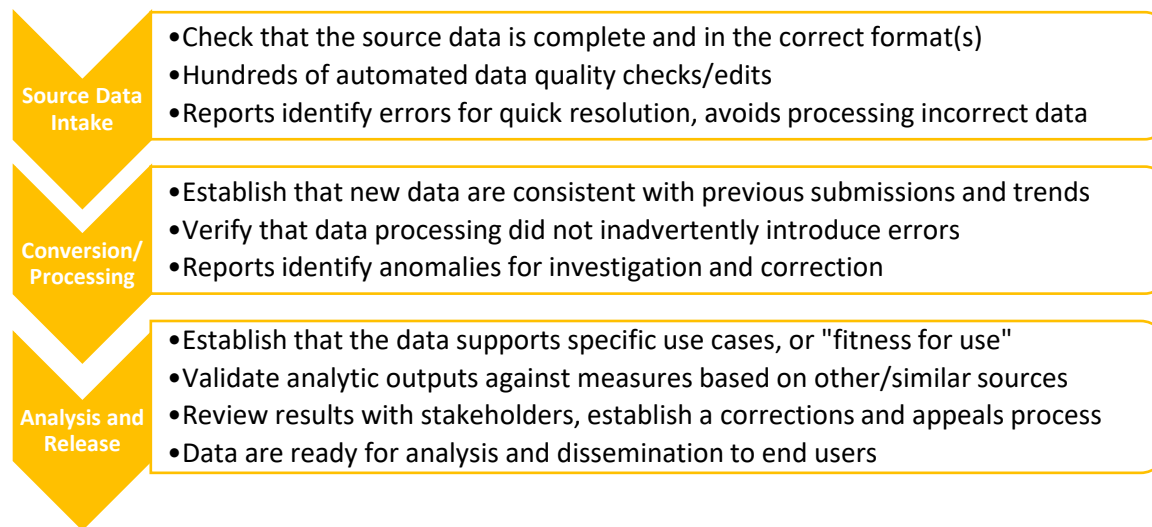 Source Data
Intake
•Check that the source data is complete and in the correct format(s)
•Hundreds of automated data quality checks/edits
•Reports identify errors for quick resolution, avoids processing incorrect data
Conversion/
Processing
•Establish that new data are consistent with previous submissions and trends
•Verify that data processing did not inadvertently introduce errors
•Reports identify anomalies for investigation and correction
Analysis and
Release
•Establish that the data supports specific use cases, or "fitness for use"
•Validate analytic outputs against measures based on other/similar sources
•Review results with stakeholders, establish a corrections and appeals process
•Data are ready for analysis and dissemination to end users